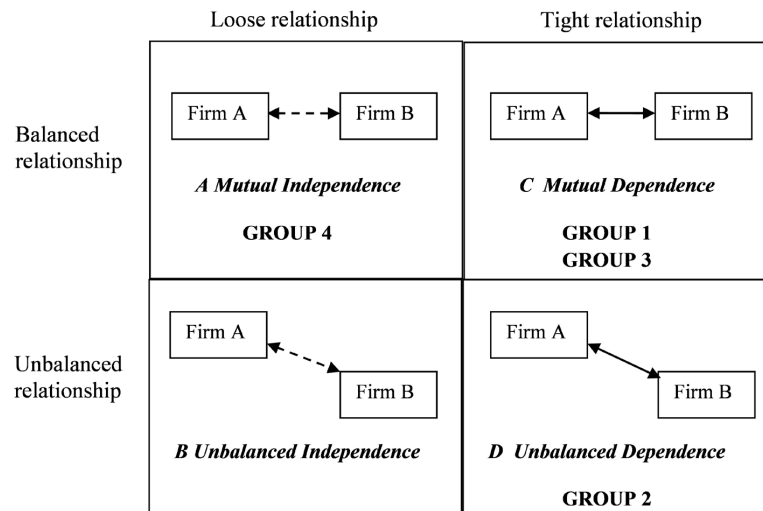 Loose relationship
Tight relationship
Balanced
relationship
Firm A
Firm B
A Mutual Independence
GROUP 4
Firm A
Firm B
C Mutual Dependence
GROUP 1
GROUP 3
Unbalanced
relationship
Firm A
Firm B
B Unbalanced Independence
Firm A
Firm B
D Unbalanced Dependence
GROUP 2